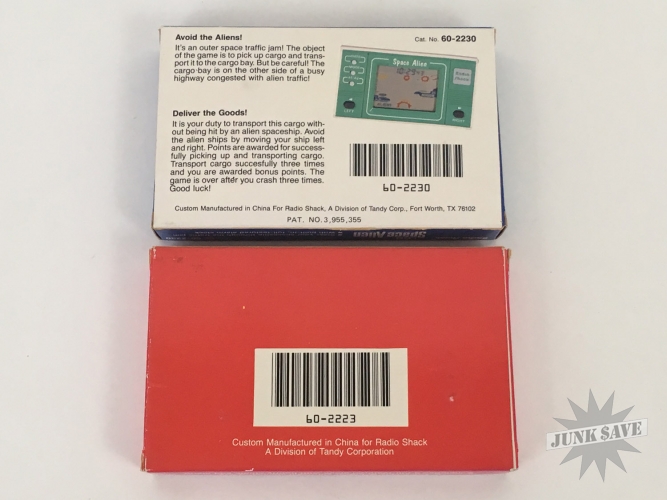 Avoid the Aliens!
Cat. No. 60-2230
It's an outer space traffic jam! The object
of the game is to pick up cargo and trans-
port it to the cargo bay. But be careful! The
cargo bay is on the other side of a busy
highway congested with alien traffic!
Space Alien
Deliver the Goods!
It is your duty to transport this cargo with-
out being hit by an alien spaceship. Avoid
the alien ships by moving your ship left
and right. Points are awarded for success-
fully picking up and transporting cargo.
Transport cargo succesfully three times
and you are awarded bonus points. The
game is over after you crash three times.
Good luck!
60-2230
Custom Manufactured in China For Radio Shack, A Division of Tandy Corp., Fort Worth, TX 76102
PAT. NO. 3,955,355
Space Alien
60-2223
Custom Manufactured in China for Radio Shack
A Division of Tandy Corporation
JUNK SAVE